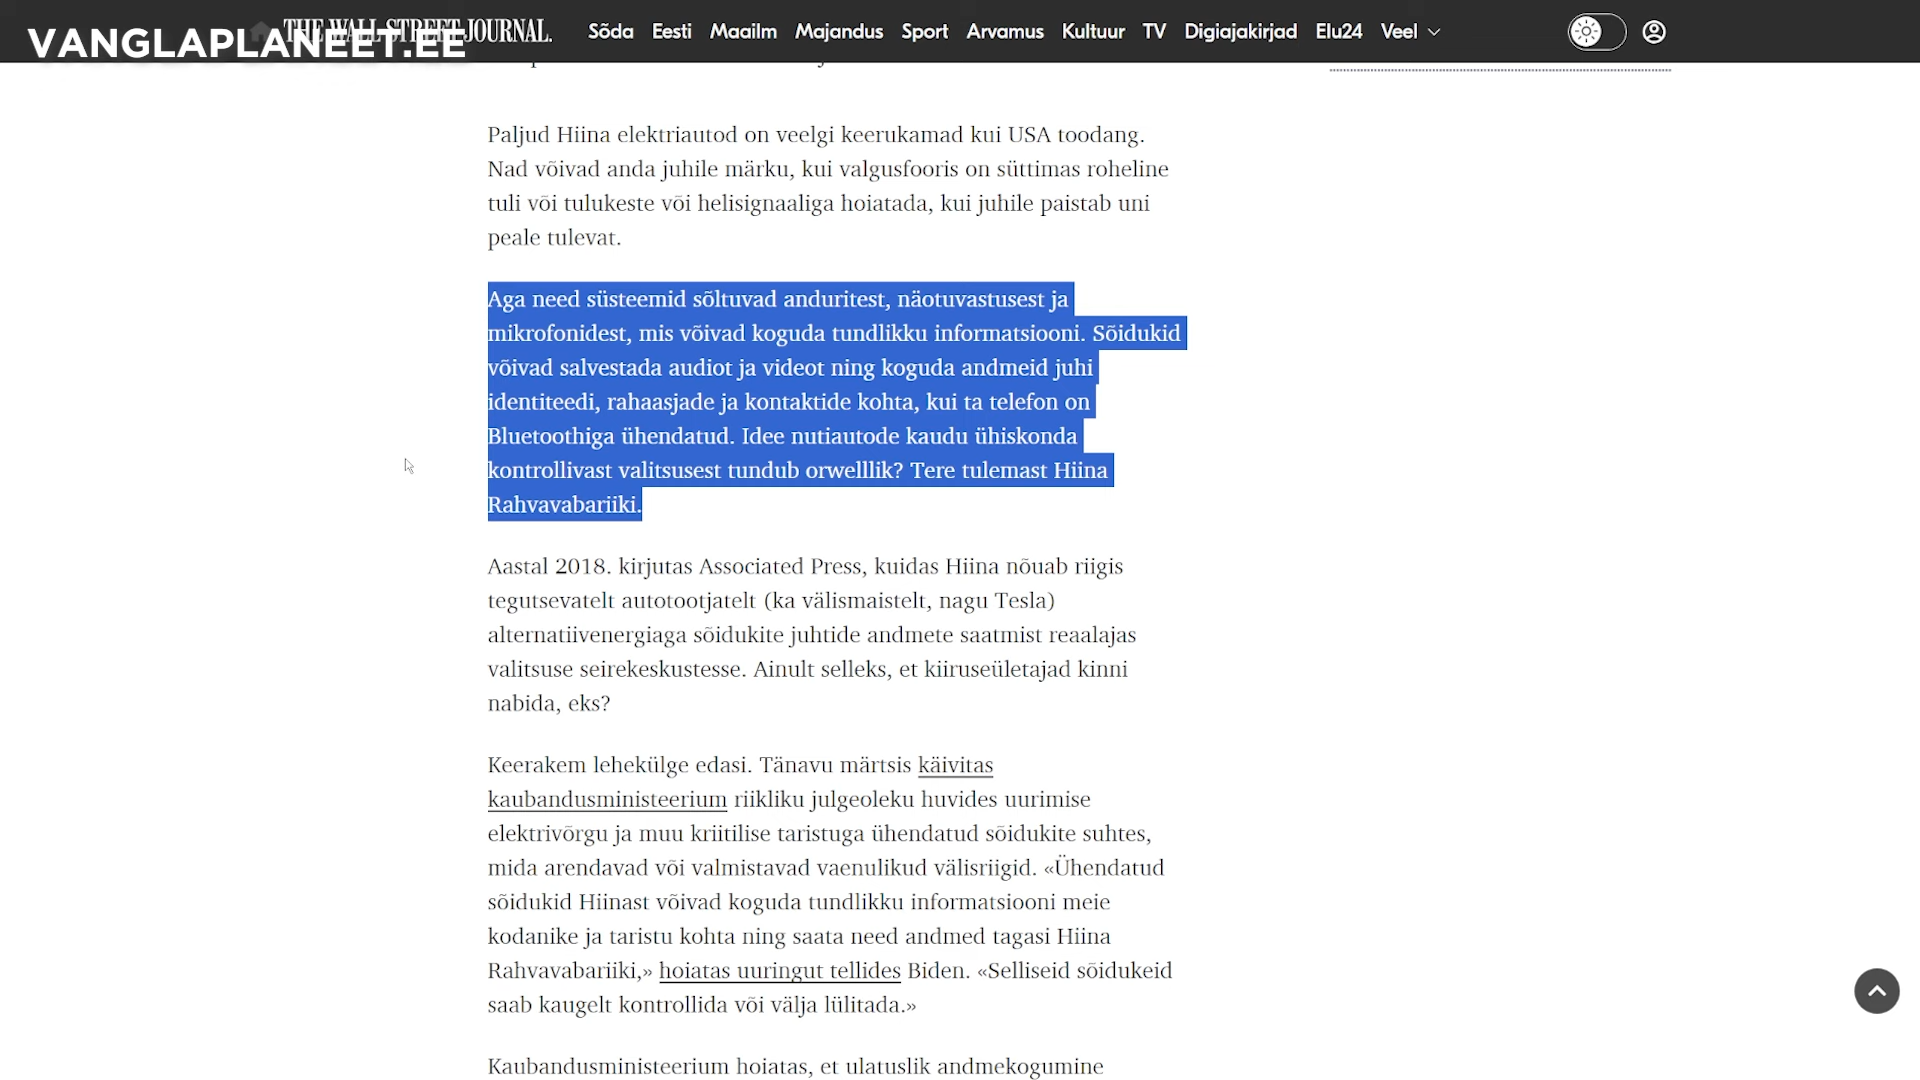 VANGLAPLANEET.EE
THE WALL STREET JOURNAL.
Sõda Eesti Maailm Majandus Sport Arvamus Kultuur TV Digiajakirjad Elu24 Veel
Paljud Hiina elektriautod on veelgi keerukamad kui USA toodang.
Nad võivad anda juhile märku, kui valgusfooris on süttimas roheline
tuli või tulukeste või helisignaaliga hoiatada, kui juhile paistab uni
peale tulevat.
Aga need süsteemid sõltuvad anduritest, näotuvastusest ja
mikrofonidest, mis võivad koguda tundlikku informatsiooni. Sõidukid
võivad salvestada audiot ja videot ning koguda andmeid juhi
identiteedi, rahaasjade ja kontaktide kohta, kui ta telefon on
Bluetoothiga ühendatud. Idee nutiautode kaudu ühiskonda
kontrollivast valitsusest tundub orwelllik? Tere tulemast Hiina
Rahvavabariiki.
Aastal 2018. kirjutas Associated Press, kuidas Hiina nõuab riigis
tegutsevatelt autotootjatelt (ka välismaistelt, nagu Tesla)
alternatiivenergiaga sõidukite juhtide andmete saatmist reaalajas
valitsuse seirekeskustesse. Ainult selleks, et kiiruseületajad kinni
nabida, eks?
Keerakem lehekülge edasi. Tänavu märtsis käivitas
kaubandusministeerium riikliku julgeoleku huvides uurimise
elektrivõrgu ja muu kriitilise taristuga ühendatud sõidukite suhtes,
mida arendavad või valmistavad vaenulikud välisriigid. «Ühendatud
sõidukid Hiinast võivad koguda tundlikku informatsiooni meie
kodanike ja taristu kohta ning saata need andmed tagasi Hiina
Rahvavabariiki,» hoiatas uuringut tellides Biden. «Selliseid sõidukeid
saab kaugelt kontrollida või välja lülitada.»
Kaubandusministeerium hoiatas, et ulatuslik andmekogumine